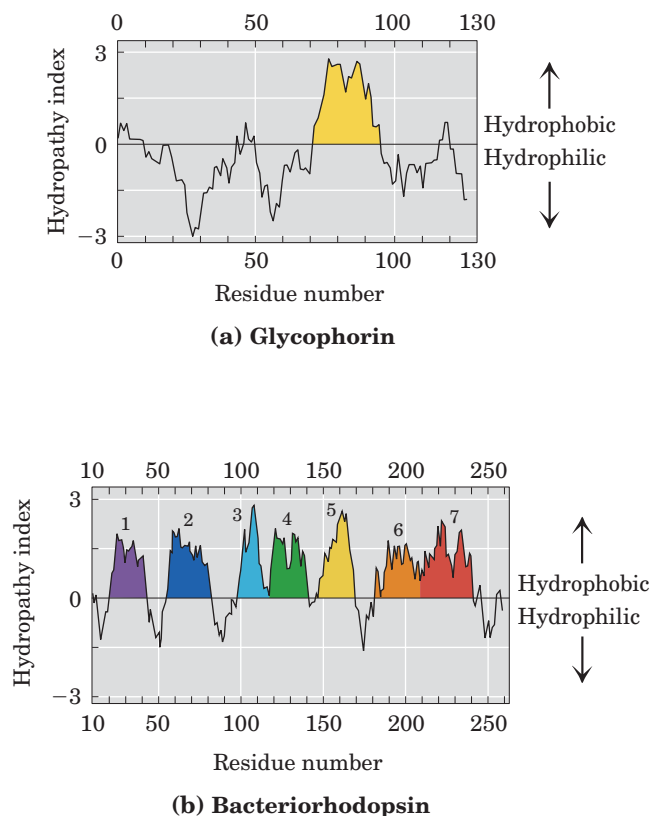 0 50 100 130
3
0
−3
Hydropathy index
Hydrophobic
Hydrophilic
0 50 100 130
Residue number
(a) Glycophorin
10 50 100 150 200 250
3
0
−3
Hydropathy index
1 2 3 4 5 6 7
Hydrophobic
Hydrophilic
10 50 100 150 200 250
Residue number
(b) Bacteriorhodopsin